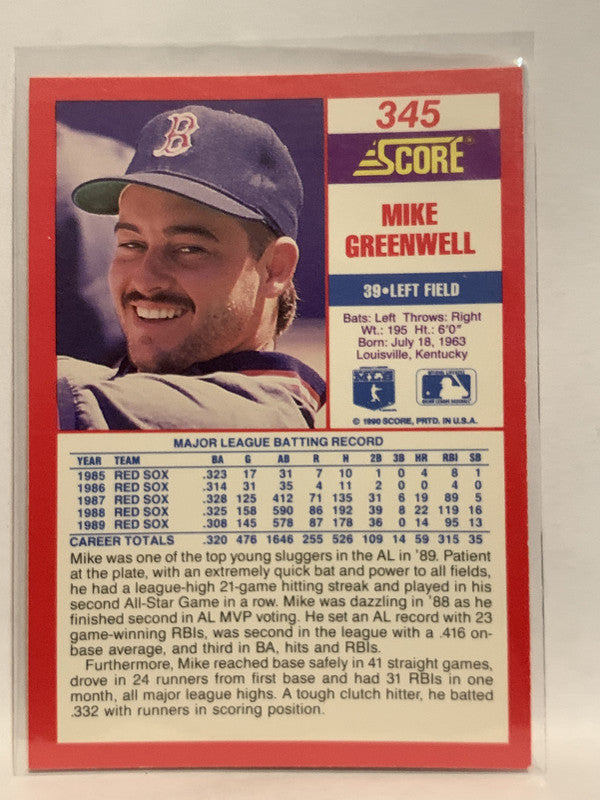 B
345
SCORE®
MIKE
GREENWELL
39•LEFT FIELD
Bats: Left Throws: Right
Wt.: 195 Ht.: 6'0"
Born: July 18, 1963
Louisville, Kentucky
© 1990 SCORE, PRTD. IN U.S.A.
MAJOR LEAGUE BATTING RECORD
YEAR TEAM BA G AB R H 2B 3B HR RBI SB
1985 RED SOX .323 17 31 7 10 1 0 4 8 1
1986 RED SOX .314 31 35 4 11 2 0 0 4 0
1987 RED SOX .328 125 412 71 135 31 6 19 89 5
1988 RED SOX .325 158 590 86 192 39 8 22 119 16
1989 RED SOX .308 145 578 87 178 36 0 14 95 13
CAREER TOTALS .320 476 1646 255 526 109 14 59 315 35
Mike was one of the top young sluggers in the AL in '89. Patient
at the plate, with an extremely quick bat and power to all fields,
he had a league-high 21-game hitting streak and played in his
second All-Star Game in a row. Mike was dazzling in '88 as he
finished second in AL MVP voting. He set an AL record with 23
game-winning RBIs, was second in the league with a .416 on-
base average, and third in BA, hits and RBIs.
Furthermore, Mike reached base safely in 41 straight games,
drove in 24 runners from first base and had 31 RBIs in one
month, all major league highs. A tough clutch hitter, he batted
.332 with runners in scoring position.